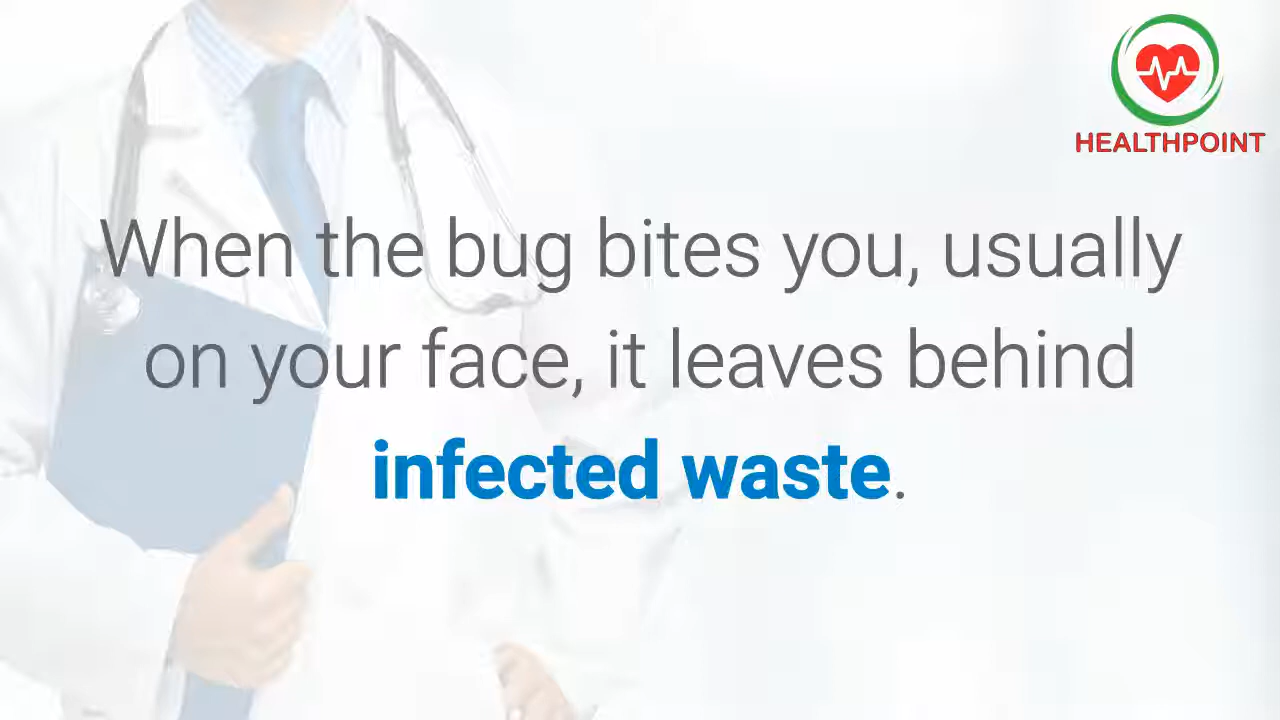 HEALTHPOINT
When the bug bites you, usually
on your face, it leaves behind
infected waste.